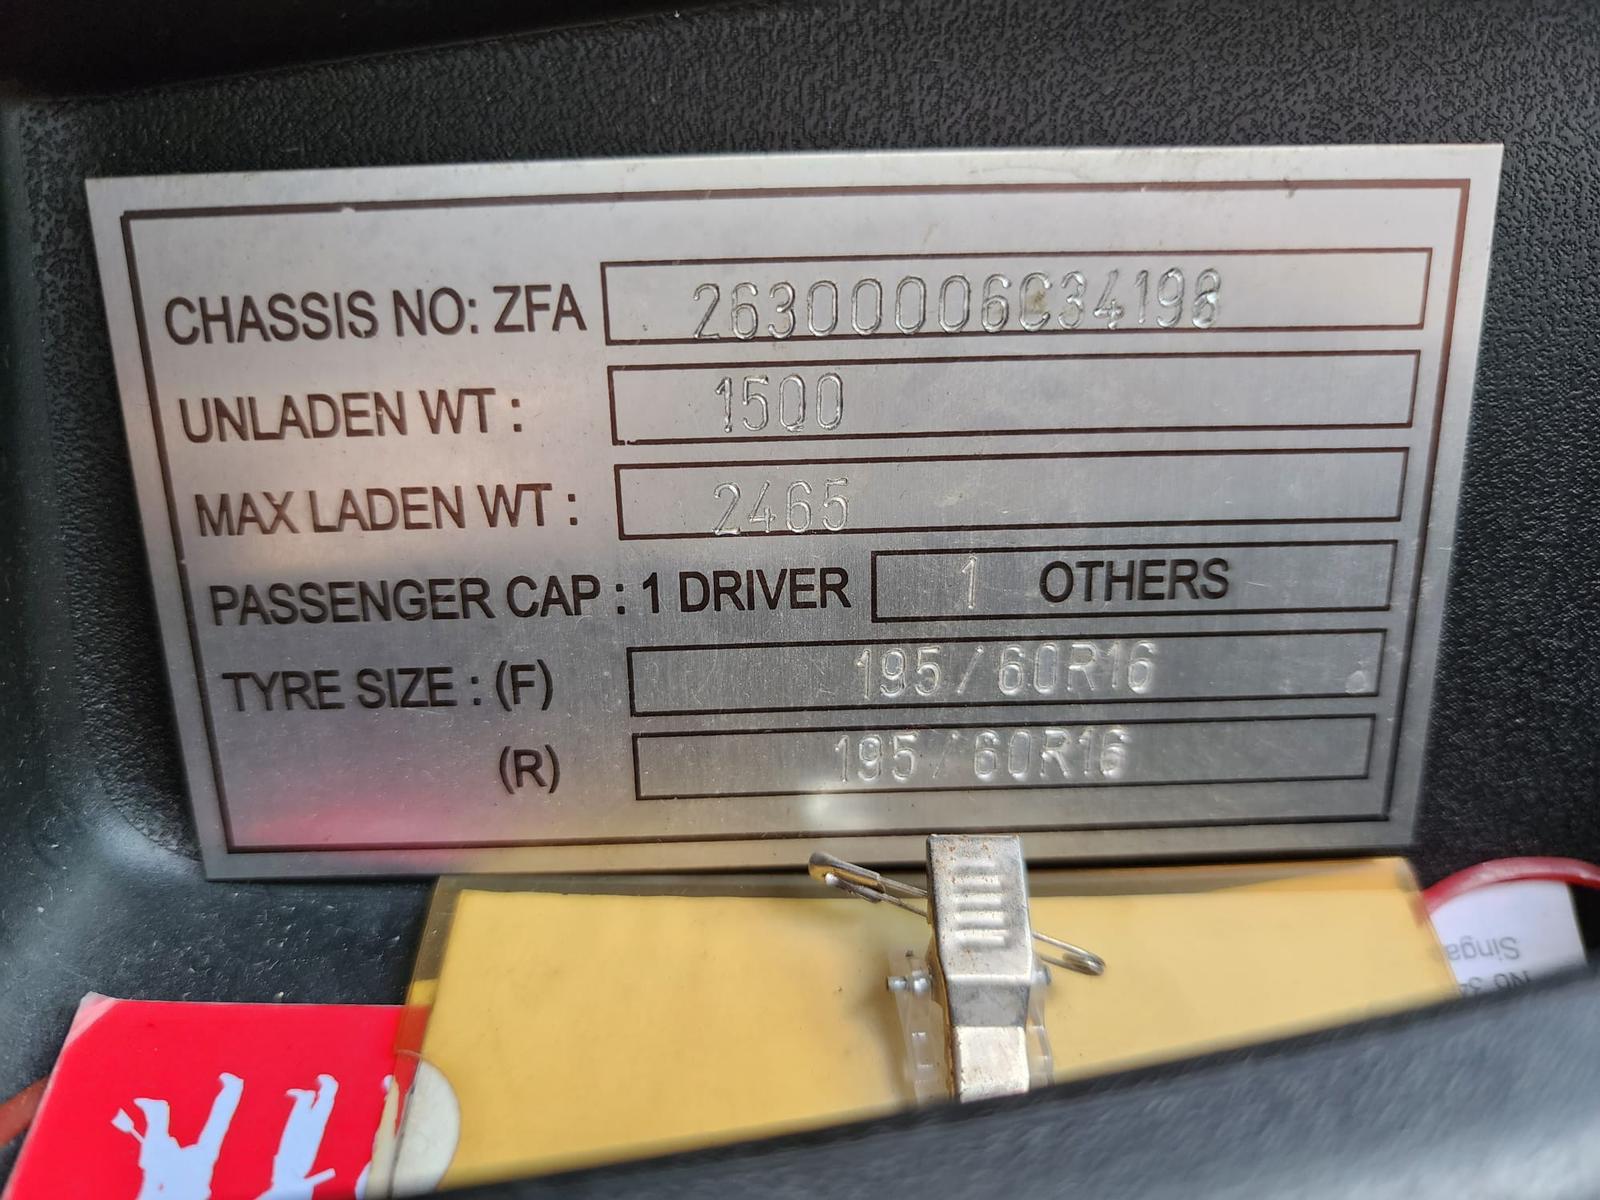 CHASSIS NO: ZFA 26300006C34198
UNLADEN WT : 1500
MAX LADEN WT : 2465
PASSENGER CAP : 1 DRIVER 1 OTHERS
TYRE SIZE : (F) 195/60R16
(R) 195/60R16
Singa